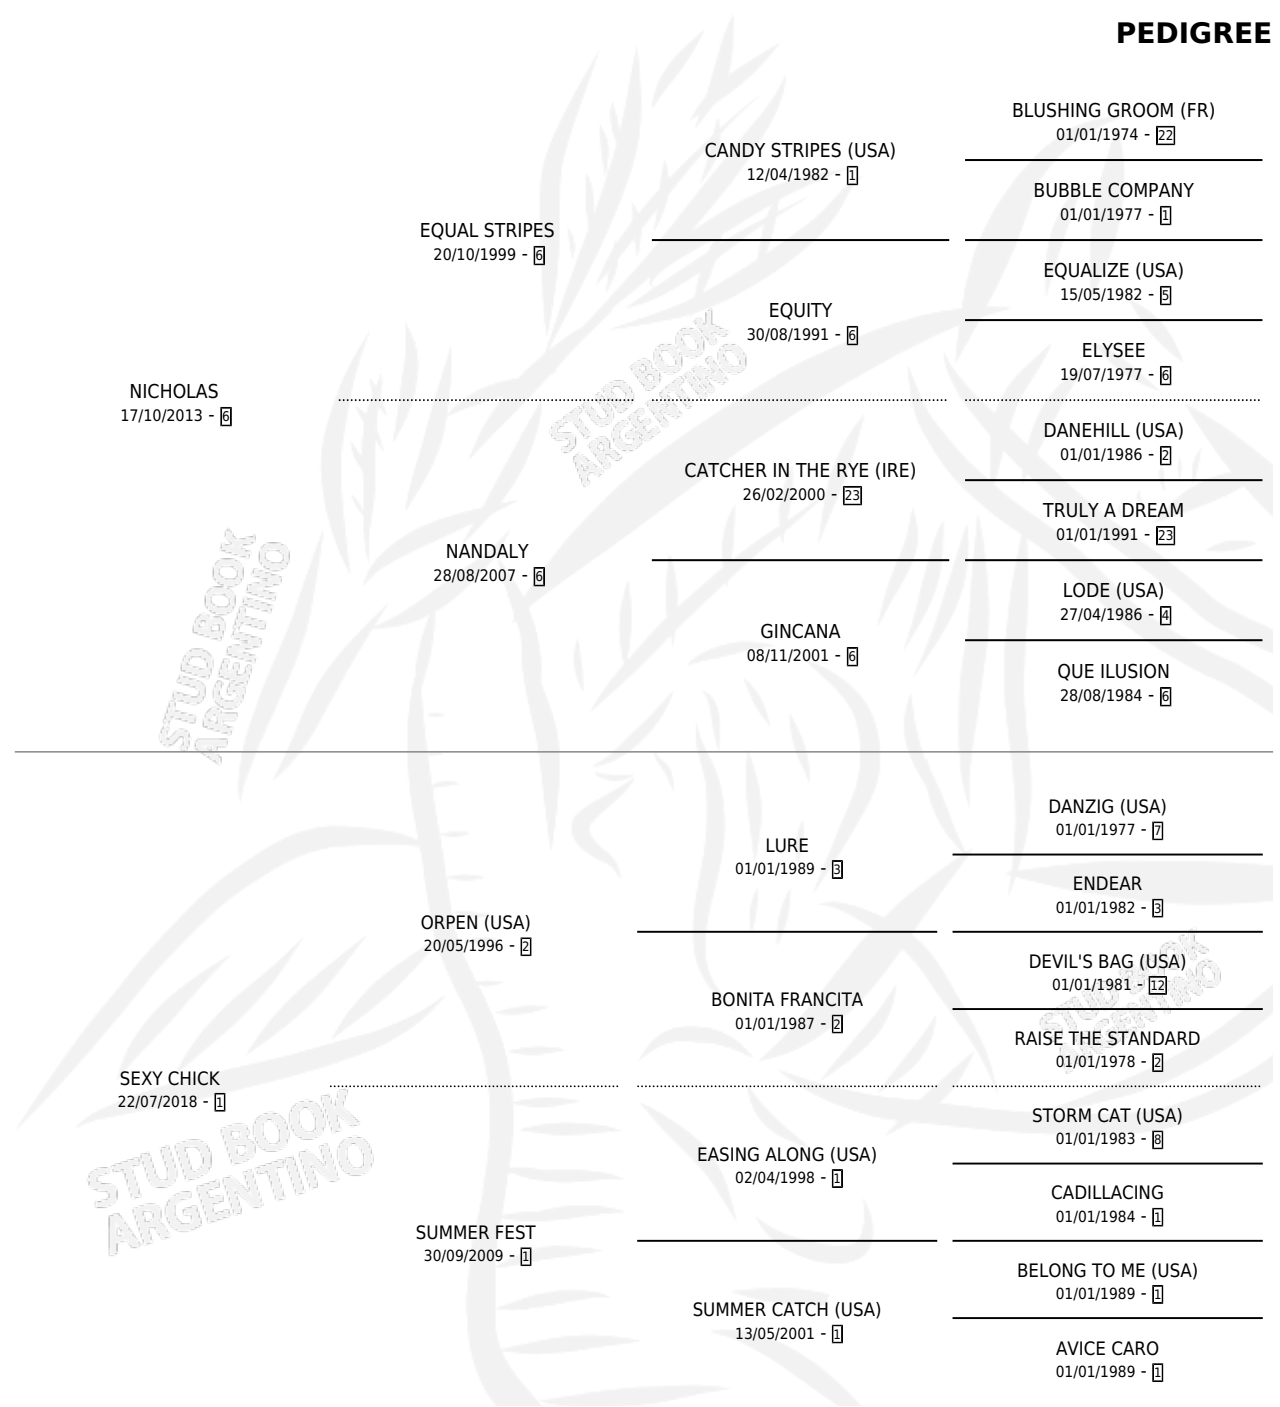 PEDIGREE
BLUSHING GROOM (FR)
01/01/1974 - 22
CANDY STRIPES (USA)
12/04/1982 - 1
BUBBLE COMPANY
01/01/1977 - 1
EQUAL STRIPES
20/10/1999 - 6
EQUALIZE (USA)
15/05/1982 - 5
EQUITY
30/08/1991 - 6
ELYSEE
19/07/1977 - 6
NICHOLAS
17/10/2013 - 6
DANEHILL (USA)
01/01/1986 - 2
CATCHER IN THE RYE (IRE)
26/02/2000 - 23
TRULY A DREAM
01/01/1991 - 23
NANDALY
28/08/2007 - 6
LODE (USA)
27/04/1986 - 4
GINCANA
08/11/2001 - 6
QUE ILUSION
28/08/1984 - 6
DANZIG (USA)
01/01/1977 - 7
LURE
01/01/1989 - 3
ENDEAR
01/01/1982 - 3
ORPEN (USA)
20/05/1996 - 2
DEVIL'S BAG (USA)
01/01/1981 - 12
BONITA FRANCITA
01/01/1987 - 2
RAISE THE STANDARD
01/01/1978 - 2
SEXY CHICK
22/07/2018 - 1
STORM CAT (USA)
01/01/1983 - 8
EASING ALONG (USA)
02/04/1998 - 1
CADILLACING
01/01/1984 - 1
SUMMER FEST
30/09/2009 - 1
BELONG TO ME (USA)
01/01/1989 - 1
SUMMER CATCH (USA)
13/05/2001 - 1
AVICE CARO
01/01/1989 - 1
STUD BOOK
ARGENTINO
STUD BOOK
ARGENTINO
STUD BOOK
ARGENTINO
STUD BOOK
ARGENTINO